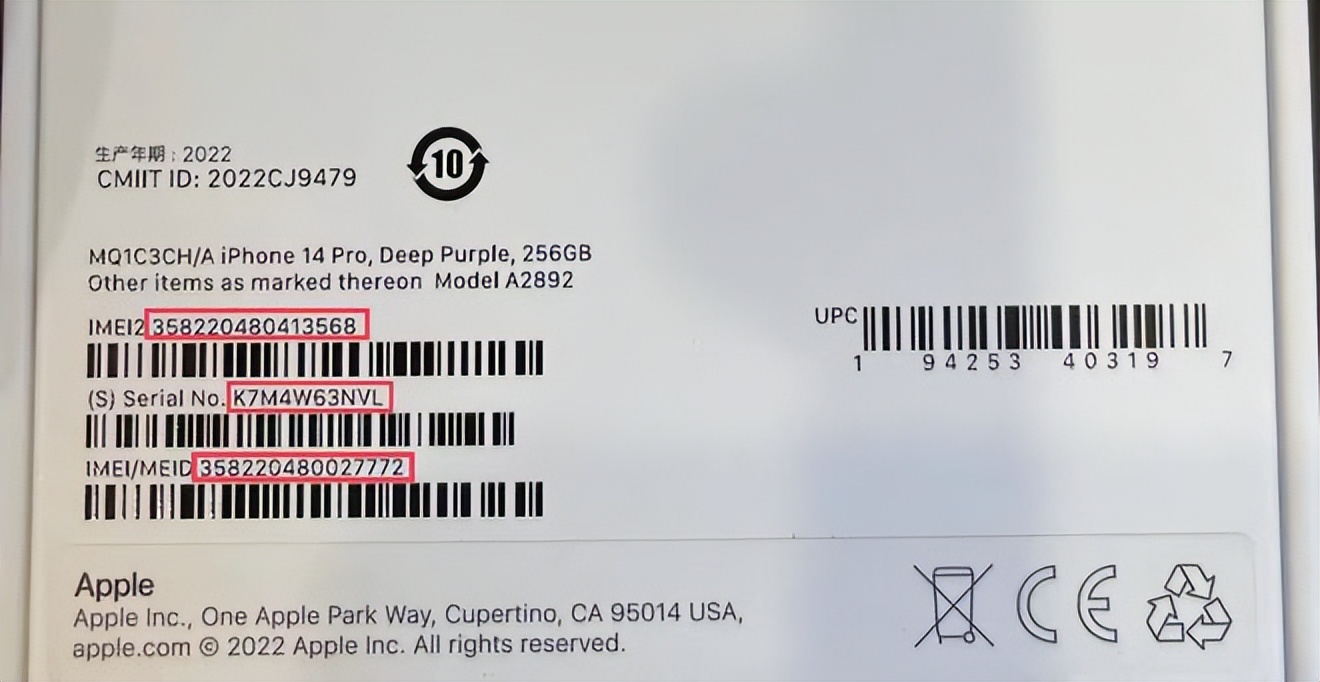 生产年期：2022
CMIIT ID: 2022CJ9479
10
MQ1C3CH/A iPhone 14 Pro, Deep Purple, 256GB
Other items as marked thereon Model A2892
IMEI2 358220480413568
(S) Serial No. K7M4W63NVL
IMEI/MEID 358220480027772
UPC
1 94253 40319 7
Apple
Apple Inc., One Apple Park Way, Cupertino, CA 95014 USA,
apple.com © 2022 Apple Inc. All rights reserved.
CE